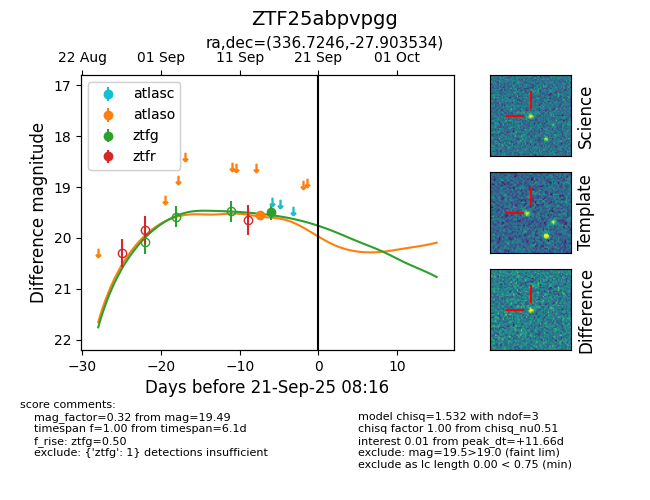 ZTF25abpvpgg
ra,dec=(336.7246,-27.903534)
22 Aug 01 Sep 11 Sep 21 Sep 01 Oct
atlasc
atlaso
ztfg
ztfr
Difference magnitude
17
18
19
20
21
22
−30 −20 −10 0 10
Days before 21-Sep-25 08:16
Science
Template
Difference
score comments:
mag_factor=0.32 from mag=19.49
timespan f=1.00 from timespan=6.1d
f_rise: ztfg=0.50
exclude: {'ztfg': 1} detections insufficient
model chisq=1.532 with ndof=3
chisq factor 1.00 from chisq_nu0.51
interest 0.01 from peak_dt=+11.66d
exclude: mag=19.5>19.0 (faint lim)
exclude as lc length 0.00 < 0.75 (min)